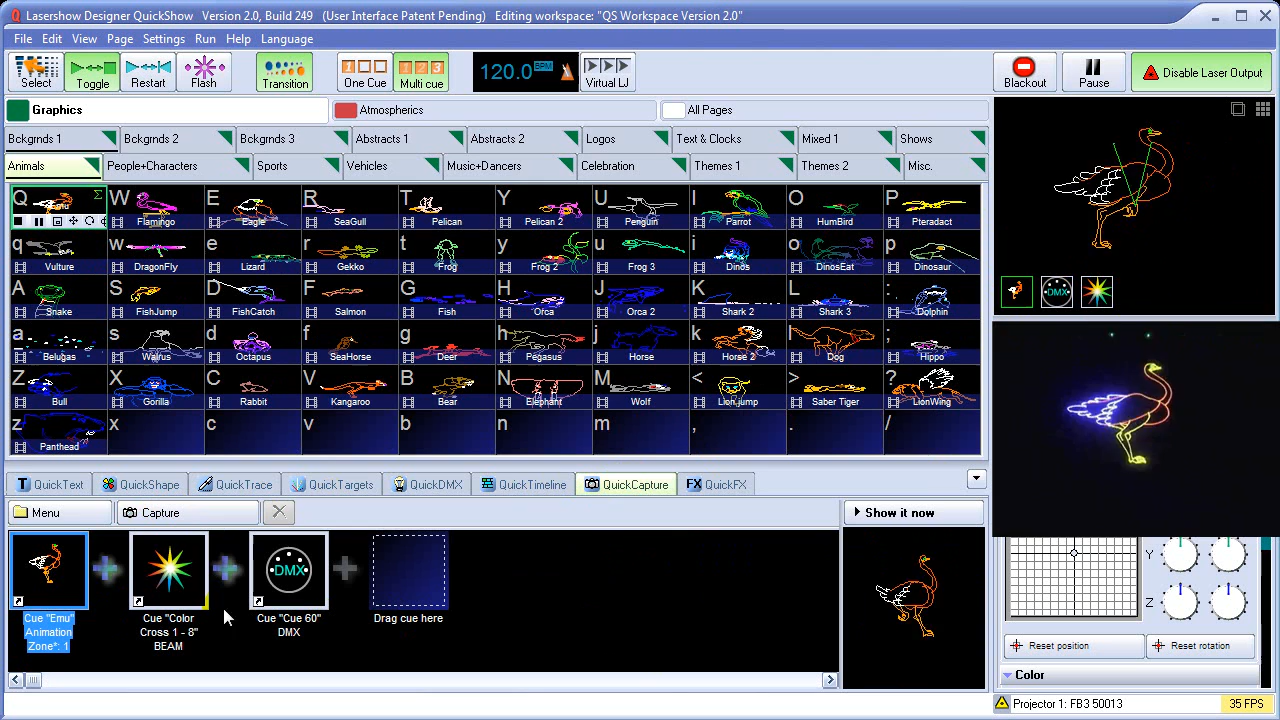 Lasershow Designer QuickShow Version 2.0, Build 249 (User Interface Patent Pending) Editing workspace: "QS Workspace Version 2.0"
File Edit View Page Settings Run Help Language
Select Toggle Restart Flash Transition One Cue Multi cue 120.0 BPM Virtual LJ Blackout Pause Disable Laser Output
Graphics Atmospherics All Pages
Bckgrnds 1 Bckgrnds 2 Bckgrnds 3 Abstracts 1 Abstracts 2 Logos Text & Clocks Mixed 1 Shows
Animals People+Characters Sports Vehicles Music+Dancers Celebration Themes 1 Themes 2 Misc.
Q W E R T Y U I O P
Emu Flamingo Eagle SeaGull Pelican Pelican 2 Penguin Parrot HumBird Pteradact
q w e r t y u i o p
Vulture DragonFly Lizard Gekko Frog Frog 2 Frog 3 Dinos DinosEat Dinosaur
A S D F G H J K L :
Snake FishJump FishCatch Salmon Fish Orca Orca 2 Shark 2 Shark 3 Dolphin
a s d f g h j k l ;
Belugas Walrus Octapus SeaHorse Deer Pegasus Horse Horse 2 Dog Hippo
Z X C V B N M < > ?
Bull Gorilla Rabbit Kangaroo Bear Elephant Wolf Lion jump Saber Tiger LionWing
z x c v b n m , . /
Panthead
DMX
QuickText QuickShape QuickTrace QuickTargets QuickDMX QuickTimeline QuickCapture FX QuickFX
Menu Capture Show it now
DMX
Cue "Emu" Animation Zone*: 1
Cue "Color Cross 1 - 8" BEAM
Cue "Cue 60" DMX
Drag cue here
Y
Z
Reset position Reset rotation
Color
Projector 1: FB3 50013 35 FPS